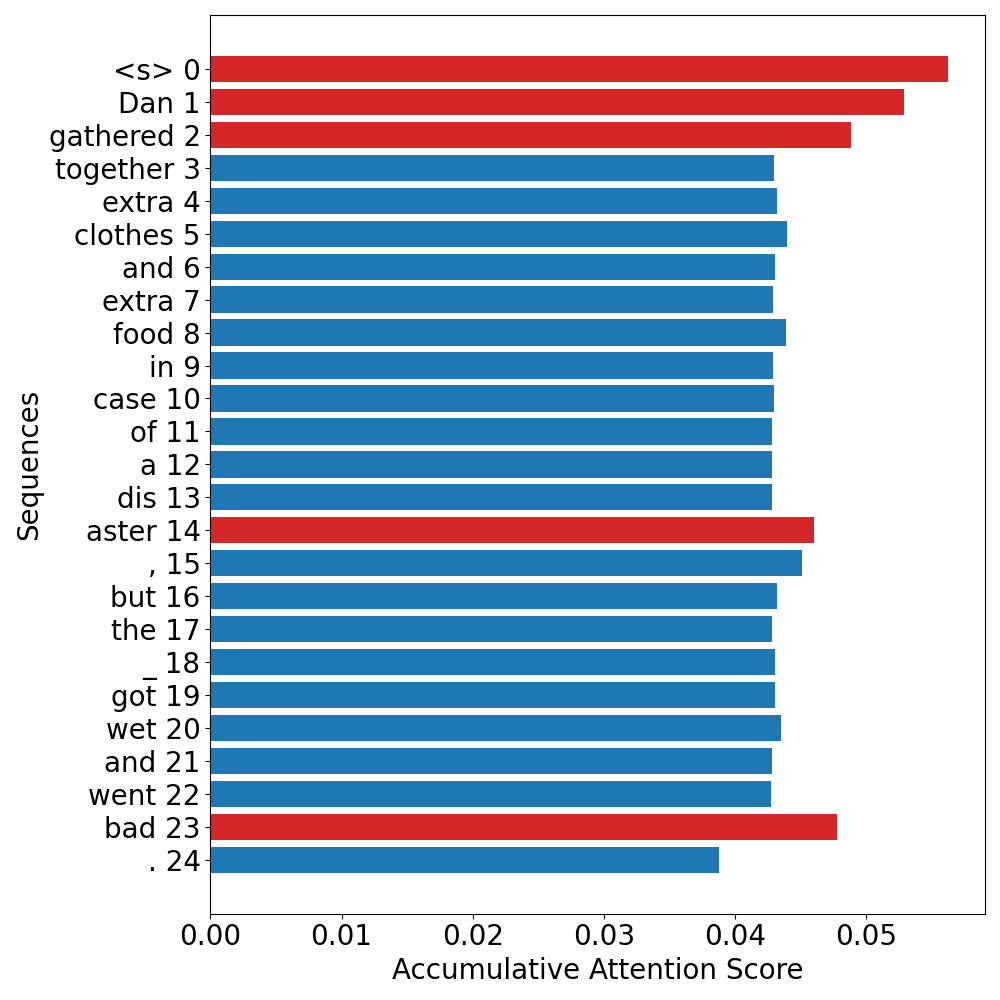 <s> 0
Dan 1
gathered 2
together 3
extra 4
clothes 5
and 6
extra 7
food 8
in 9
case 10
of 11
a 12
dis 13
aster 14
, 15
but 16
the 17
_ 18
got 19
wet 20
and 21
went 22
bad 23
. 24
Sequences
0.00 0.01 0.02 0.03 0.04 0.05
Accumulative Attention Score